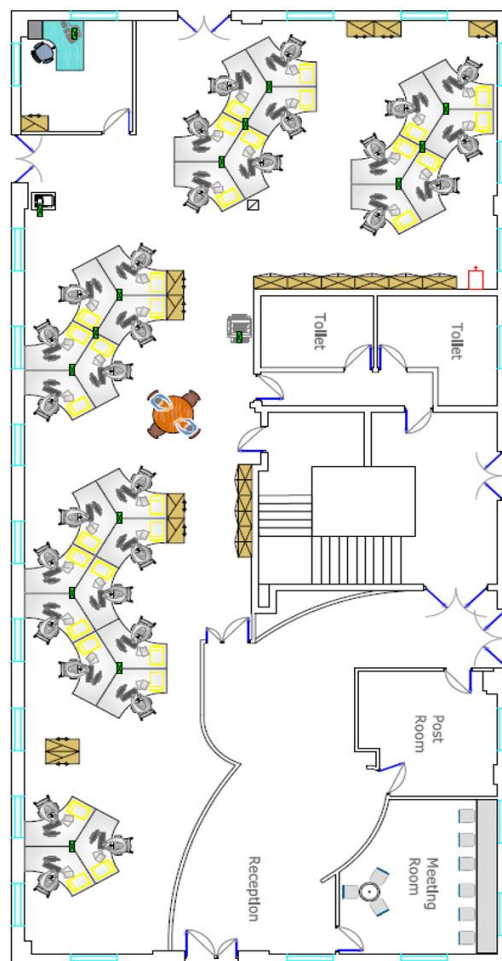 Toilet
Toilet
Post
Room
Meeting
Room
Reception